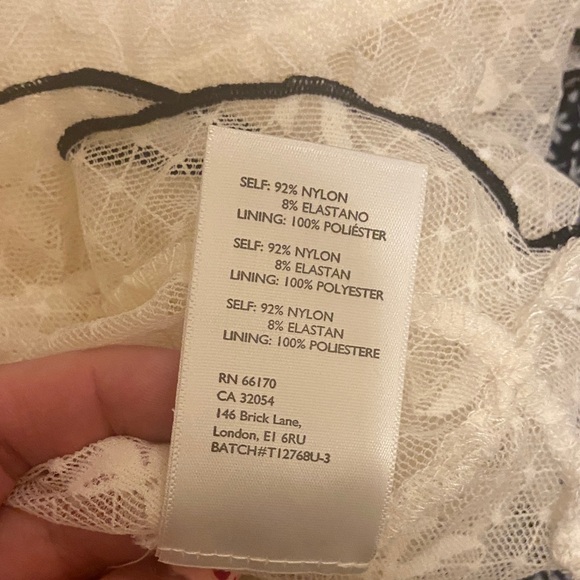 SELF: 92% NYLON
8% ELASTANO
LINING: 100% POLIÉSTER
SELF: 92% NYLON
8% ELASTAN
LINING: 100% POLYESTER
SELF: 92% NYLON
8% ELASTAN
LINING: 100% POLIESTERE
RN 66170
CA 32054
146 Brick Lane,
London, E1 6RU
BATCH#T12768U-3